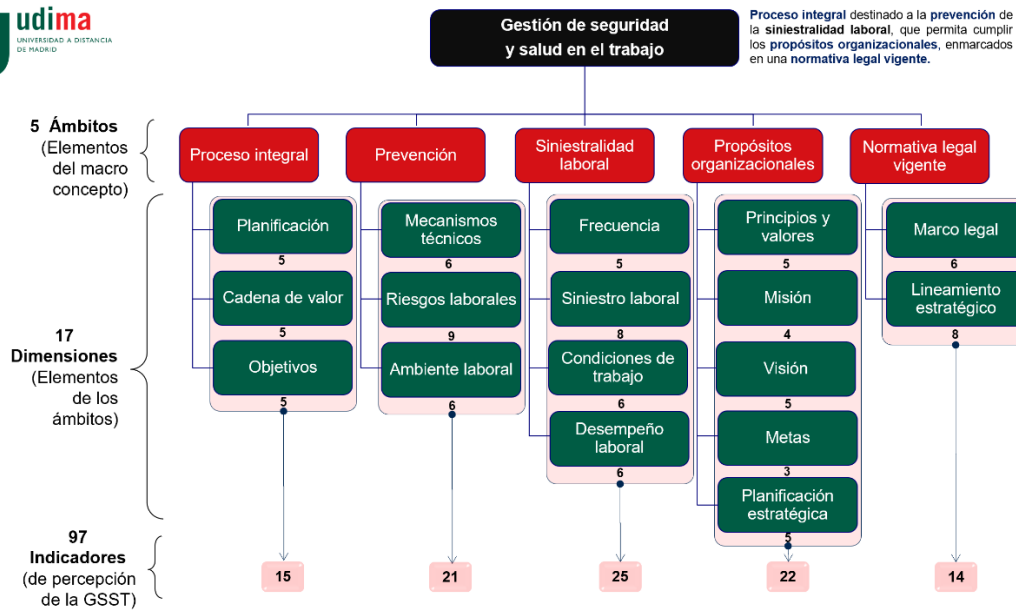 udima
UNIVERSIDAD A DISTANCIA
DE MADRID
Gestión de seguridad
y salud en el trabajo
Proceso integral destinado a la prevención de
la siniestralidad laboral, que permita cumplir
los propósitos organizacionales, enmarcados
en una normativa legal vigente.
5 Ámbitos
(Elementos
del macro
concepto)
Proceso integral
Prevención
Siniestralidad
laboral
Propósitos
organizacionales
Normativa legal
vigente
17
Dimensiones
(Elementos
de los
ámbitos)
Planificación
5
Cadena de valor
5
Objetivos
5
Mecanismos
técnicos
6
Riesgos laborales
9
Ambiente laboral
6
Frecuencia
5
Siniestro laboral
8
Condiciones de
trabajo
6
Desempeño
laboral
6
Principios y
valores
5
Misión
4
Visión
5
Metas
3
Planificación
estratégica
5
Marco legal
6
Lineamiento
estratégico
8
97
Indicadores
(de percepción
de la GSST)
15
21
25
22
14